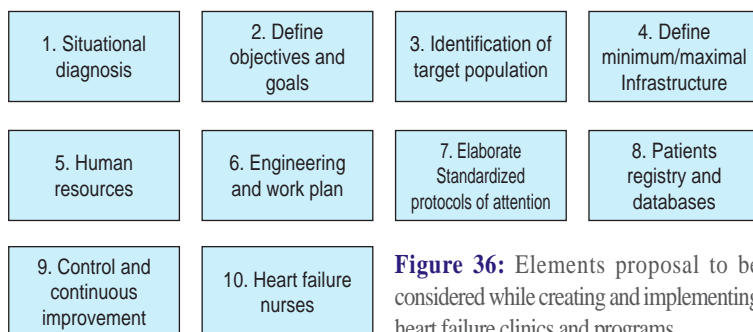 1. Situational
diagnosis
2. Define
objectives and
goals
3. Identification of
target population
4. Define
minimum/maximal
Infrastructure
5. Human
resources
6. Engineering
and work plan
7. Elaborate
Standardized
protocols of attention
8. Patients
registry and
databases
9. Control and
continuous
improvement
10. Heart failure
nurses
Figure 36: Elements proposal to be
considered while creating and implementing
heart failure clinics and programs